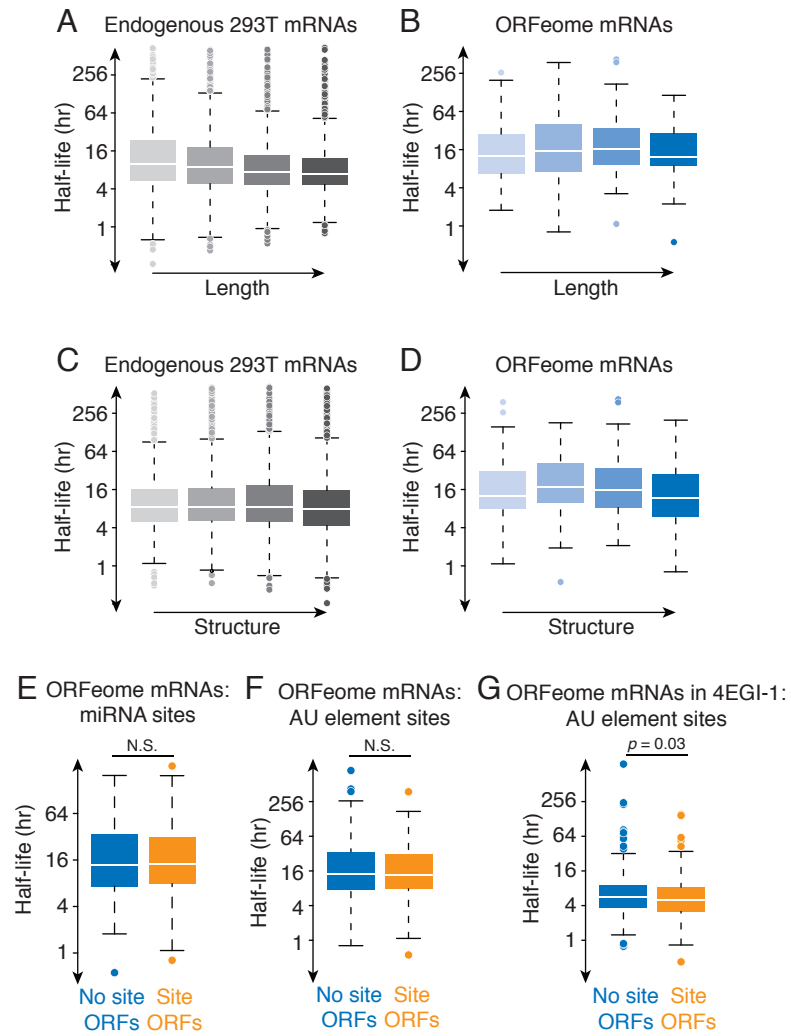 A
Endogenous 293T mRNAs
Half-life (hr)
256
64
16
4
1
Length
B
ORFeome mRNAs
Half-life (hr)
256
64
16
4
1
Length
C
Endogenous 293T mRNAs
Half-life (hr)
256
64
16
4
1
Structure
D
ORFeome mRNAs
Half-life (hr)
256
64
16
4
1
Structure
E
ORFeome mRNAs:
miRNA sites
N.S.
Half-life (hr)
64
16
4
1
No site
ORFs
Site
ORFs
F
ORFeome mRNAs:
AU element sites
N.S.
Half-life (hr)
256
64
16
4
1
No site
ORFs
Site
ORFs
G
ORFeome mRNAs in 4EGI-1:
AU element sites
p = 0.03
Half-life (hr)
256
64
16
4
1
No site
ORFs
Site
ORFs